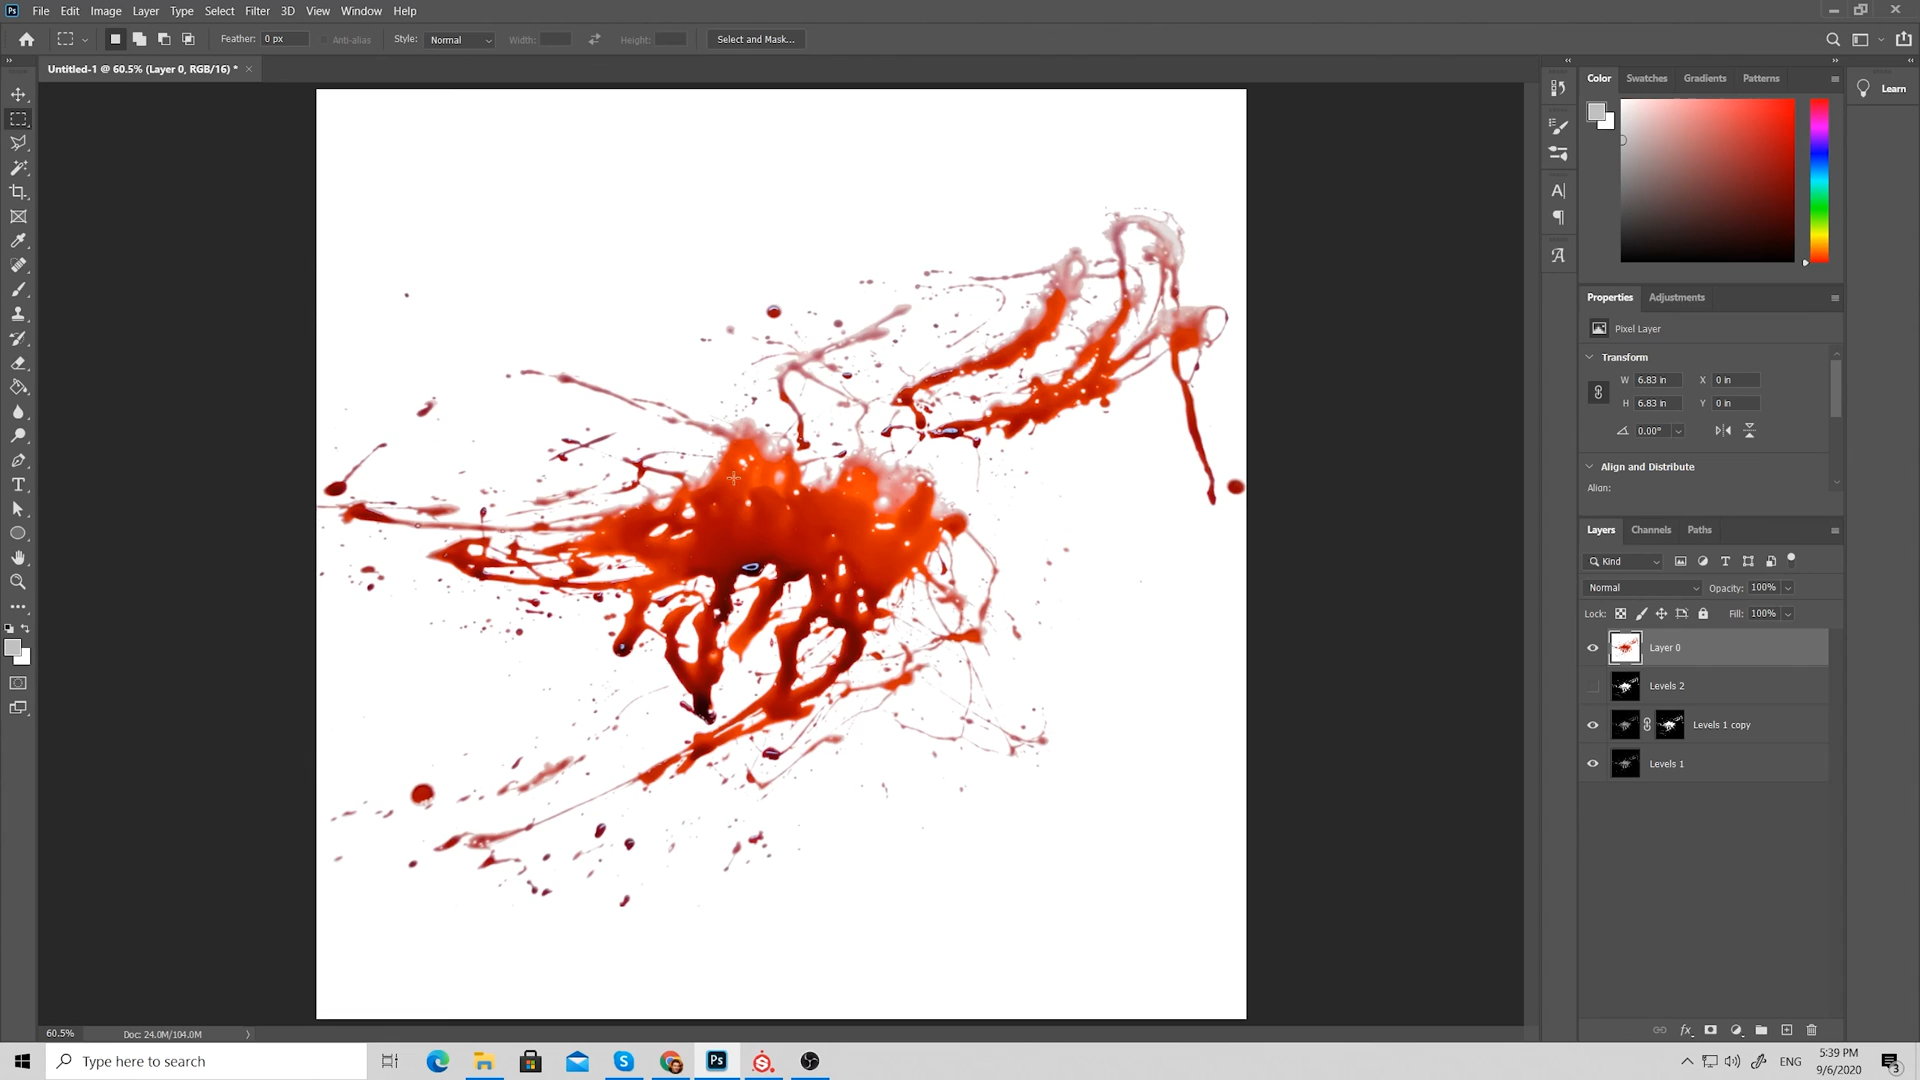 Ps File Edit Image Layer Type Select Filter 3D View Window Help
Feather: 0 px Anti-alias Style: Normal Width: Height: Select and Mask...
Untitled-1 @ 60.5% (Layer 0, RGB/16) * ×
Color Swatches Gradients Patterns
Learn
Properties Adjustments
Pixel Layer
Transform
W 6.83 in X 0 in
H 6.83 in Y 0 in
0.00°
Align and Distribute
Align:
Layers Channels Paths
Kind
Normal Opacity: 100%
Lock: Fill: 100%
Layer 0
Levels 2
Levels 1 copy
Levels 1
fx
60.5% Doc: 24.0M/104.0M
Type here to search
Ps
ENG
5:39 PM
9/6/2020
3